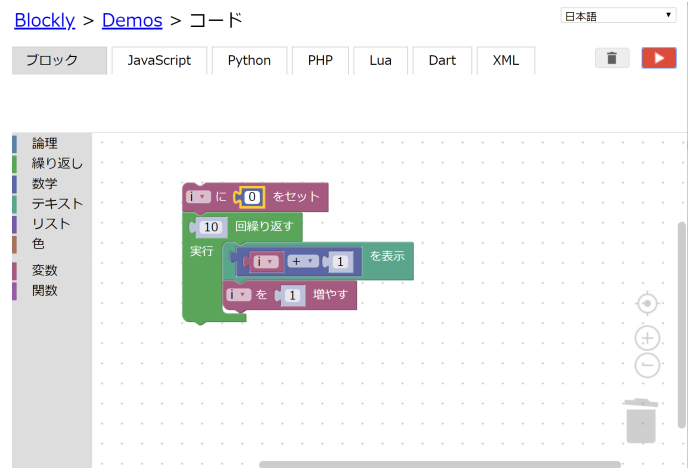 Blockly > Demos > コード
日本語
ブロック JavaScript Python PHP Lua Dart XML
論理
繰り返し
数学
テキスト
リスト
色
変数
関数
i に 0 をセット
10 回繰り返す
実行 i + 1 を表示
i を 1 増やす